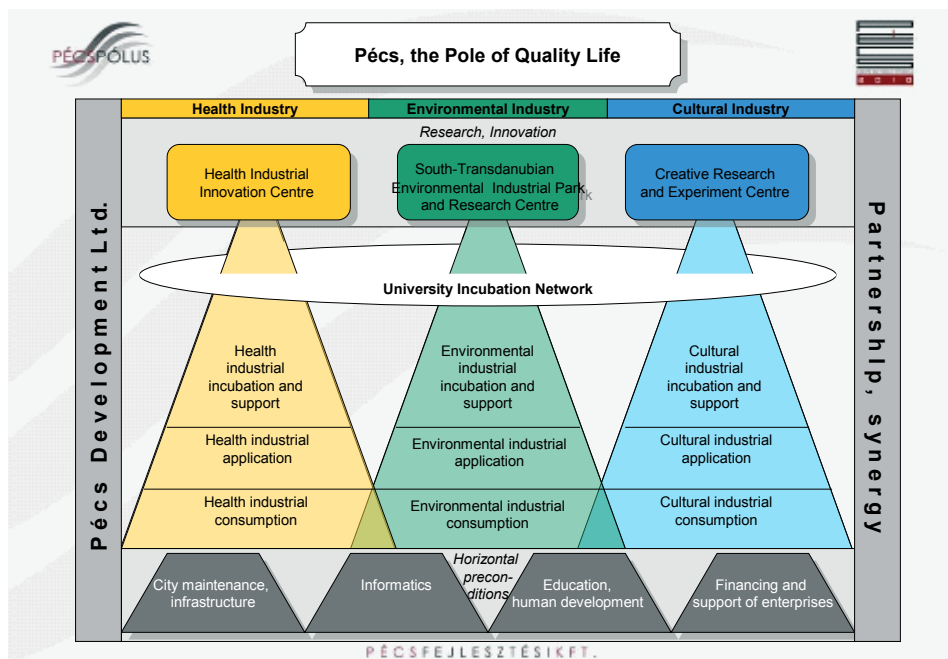 PÉCSPÓLUS
Pécs, the Pole of Quality Life
Health Industry
Environmental Industry
Cultural Industry
Research, Innovation
Health Industrial
Innovation Centre
South-Transdanubian
Environmental Industrial Park
and Research Centre
Creative Research
and Experiment Centre
Pécs Development Ltd.
Partnership, synergy
University Incubation Network
Health
industrial
incubation and
support
Environmental
industrial
incubation and
support
Cultural
industrial
incubation and
support
Health industrial
application
Environmental industrial
application
Cultural industrial
application
Health industrial
consumption
Environmental industrial
consumption
Cultural industrial
consumption
Horizontal
precon-
ditions
City maintenance,
infrastructure
Informatics
Education,
human development
Financing and
support of enterprises
PÉCSFEJLESZTÉSIKFT.